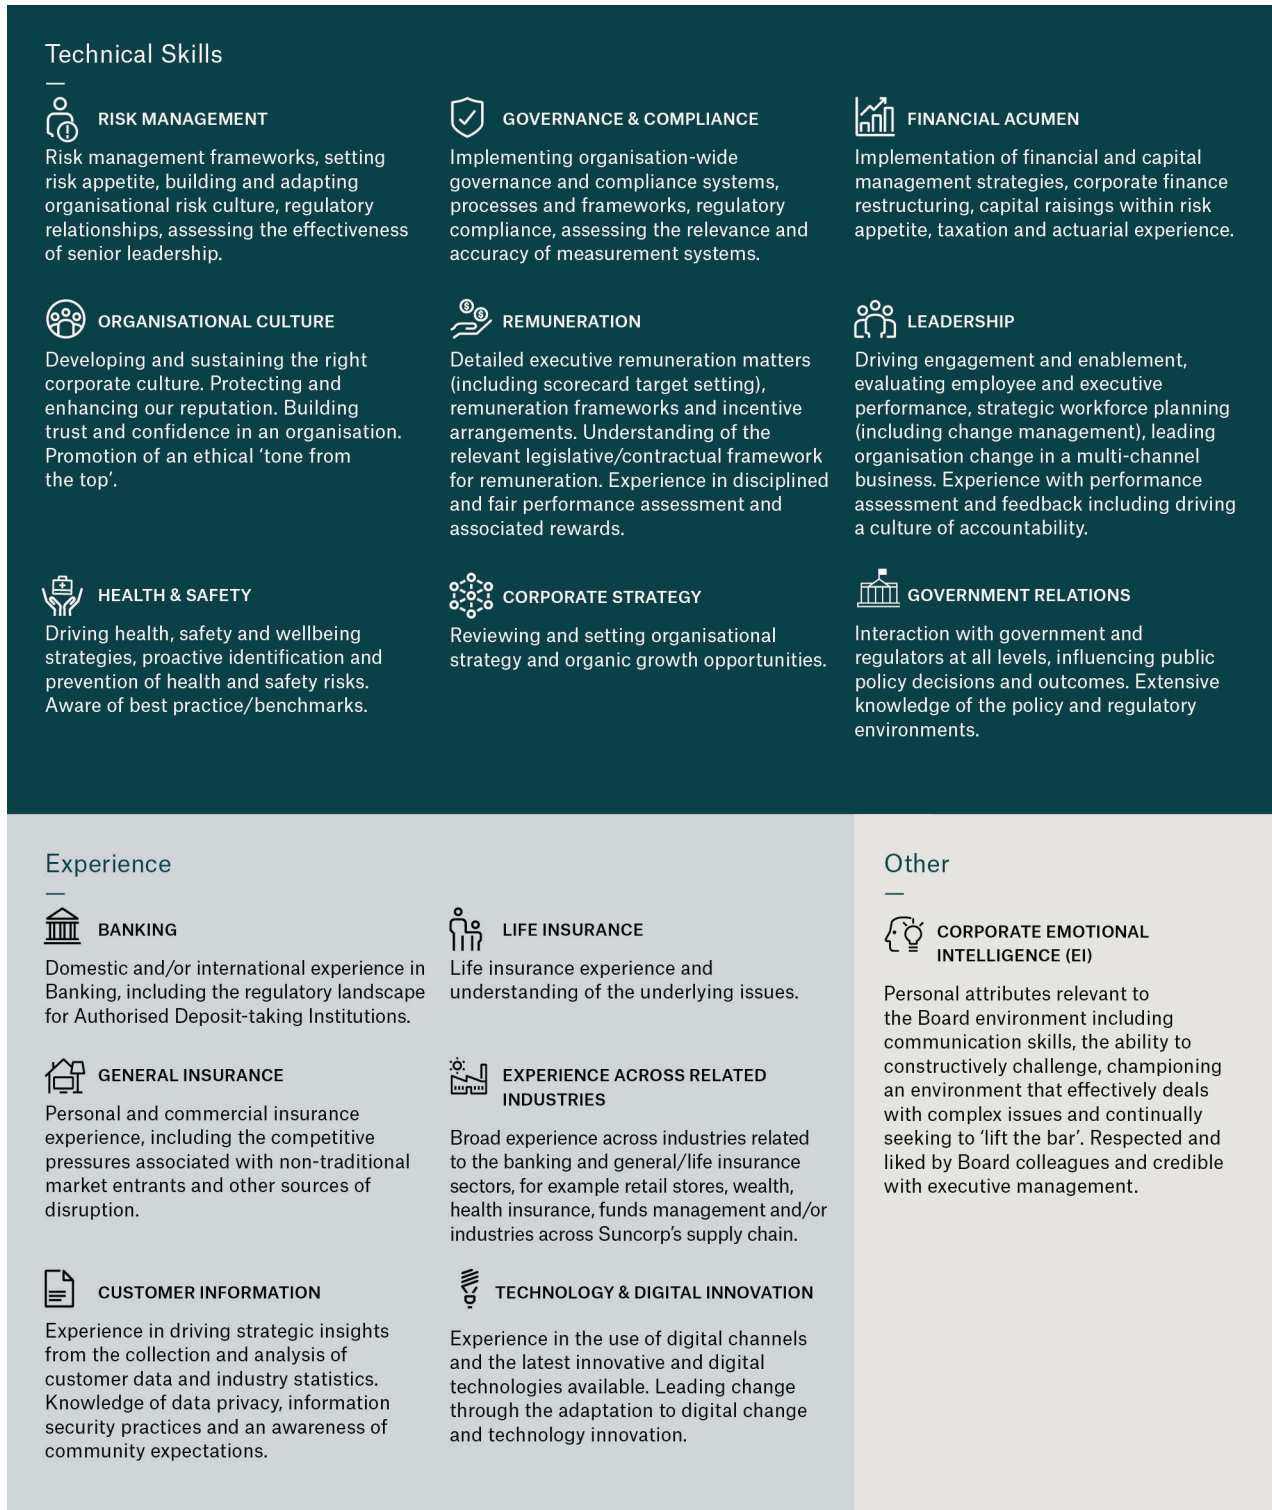 Technical Skills
RISK MANAGEMENT
Risk management frameworks, setting
risk appetite, building and adapting
organisational risk culture, regulatory
relationships, assessing the effectiveness
of senior leadership.
GOVERNANCE & COMPLIANCE
Implementing organisation-wide
governance and compliance systems,
processes and frameworks, regulatory
compliance, assessing the relevance and
accuracy of measurement systems.
FINANCIAL ACUMEN
Implementation of financial and capital
management strategies, corporate finance
restructuring, capital raisings within risk
appetite, taxation and actuarial experience.
ORGANISATIONAL CULTURE
Developing and sustaining the right
corporate culture. Protecting and
enhancing our reputation. Building
trust and confidence in an organisation.
Promotion of an ethical ‘tone from
the top’.
REMUNERATION
Detailed executive remuneration matters
(including scorecard target setting),
remuneration frameworks and incentive
arrangements. Understanding of the
relevant legislative/contractual framework
for remuneration. Experience in disciplined
and fair performance assessment and
associated rewards.
LEADERSHIP
Driving engagement and enablement,
evaluating employee and executive
performance, strategic workforce planning
(including change management), leading
organisation change in a multi-channel
business. Experience with performance
assessment and feedback including driving
a culture of accountability.
HEALTH & SAFETY
Driving health, safety and wellbeing
strategies, proactive identification and
prevention of health and safety risks.
Aware of best practice/benchmarks.
CORPORATE STRATEGY
Reviewing and setting organisational
strategy and organic growth opportunities.
GOVERNMENT RELATIONS
Interaction with government and
regulators at all levels, influencing public
policy decisions and outcomes. Extensive
knowledge of the policy and regulatory
environments.
Experience
BANKING
Domestic and/or international experience in
Banking, including the regulatory landscape
for Authorised Deposit-taking Institutions.
LIFE INSURANCE
Life insurance experience and
understanding of the underlying issues.
GENERAL INSURANCE
Personal and commercial insurance
experience, including the competitive
pressures associated with non-traditional
market entrants and other sources of
disruption.
EXPERIENCE ACROSS RELATED
INDUSTRIES
Broad experience across industries related
to the banking and general/life insurance
sectors, for example retail stores, wealth,
health insurance, funds management and/or
industries across Suncorp’s supply chain.
CUSTOMER INFORMATION
Experience in driving strategic insights
from the collection and analysis of
customer data and industry statistics.
Knowledge of data privacy, information
security practices and an awareness of
community expectations.
TECHNOLOGY & DIGITAL INNOVATION
Experience in the use of digital channels
and the latest innovative and digital
technologies available. Leading change
through the adaptation to digital change
and technology innovation.
Other
CORPORATE EMOTIONAL
INTELLIGENCE (EI)
Personal attributes relevant to
the Board environment including
communication skills, the ability to
constructively challenge, championing
an environment that effectively deals
with complex issues and continually
seeking to ‘lift the bar’. Respected and
liked by Board colleagues and credible
with executive management.